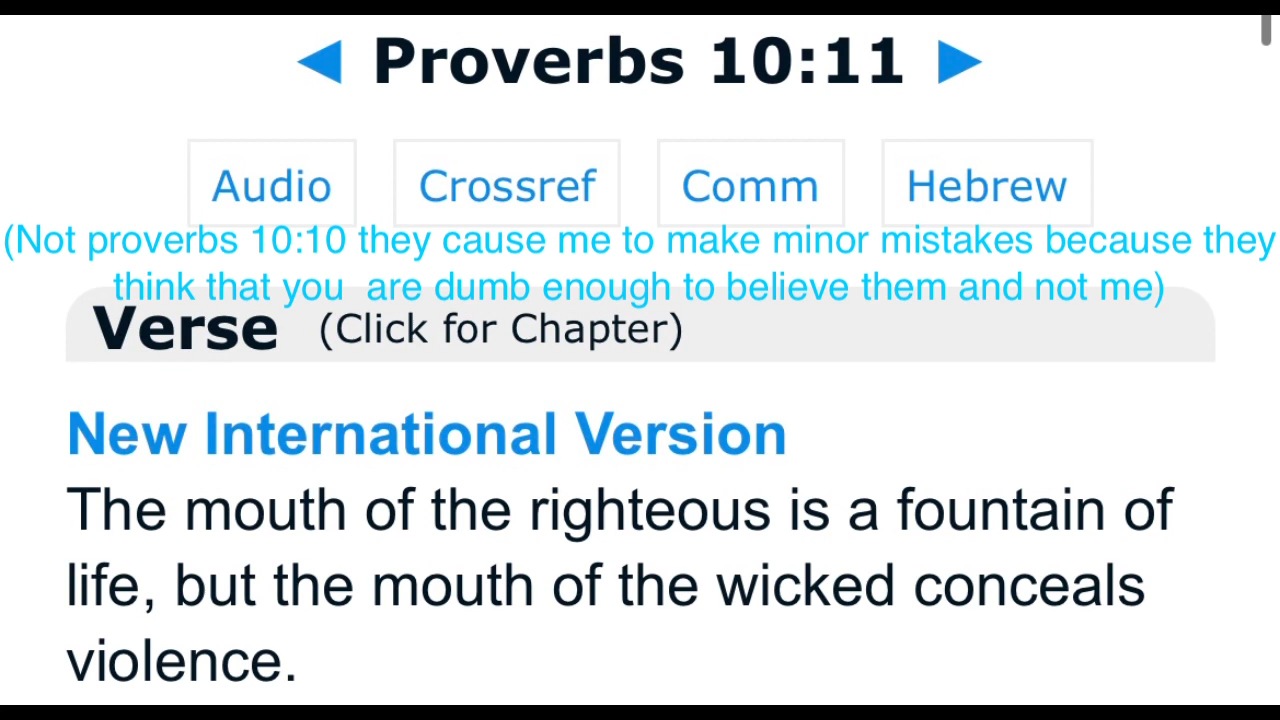 ◀ Proverbs 10:11 ▶
Audio Crossref Comm Hebrew
(Not proverbs 10:10 they cause me to make minor mistakes because they
think that you are dumb enough to believe them and not me)
Verse (Click for Chapter)
New International Version
The mouth of the righteous is a fountain of
life, but the mouth of the wicked conceals
violence.